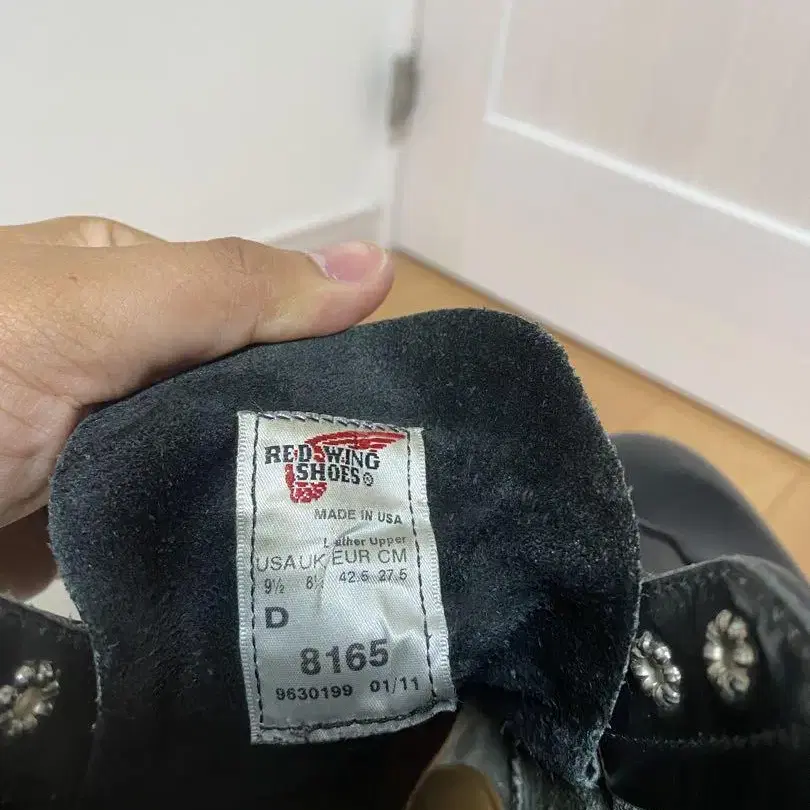 RED WING
SHOES®
MADE IN USA
Leather Upper
USA UK EUR CM
9½ 8½ 42.5 27.5
D
8165
9630199 01/11